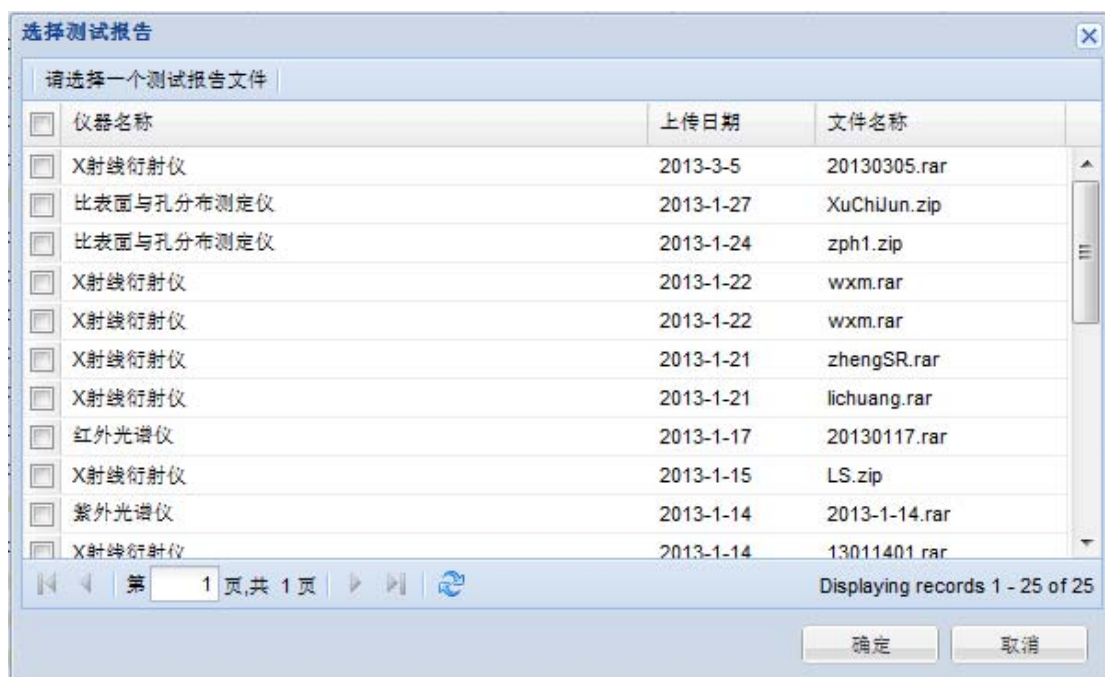 选择测试报告
请选择一个测试报告文件
仪器名称 上传日期 文件名称
X射线衍射仪 2013-3-5 20130305.rar
比表面与孔分布测定仪 2013-1-27 XuChiJun.zip
比表面与孔分布测定仪 2013-1-24 zph1.zip
X射线衍射仪 2013-1-22 wxm.rar
X射线衍射仪 2013-1-22 wxm.rar
X射线衍射仪 2013-1-21 zhengSR.rar
X射线衍射仪 2013-1-21 lichuang.rar
红外光谱仪 2013-1-17 20130117.rar
X射线衍射仪 2013-1-15 LS.zip
紫外光谱仪 2013-1-14 2013-1-14.rar
X射线衍射仪 2013-1-14 13011401.rar
第 1 页,共 1 页 Displaying records 1 - 25 of 25
确定 取消